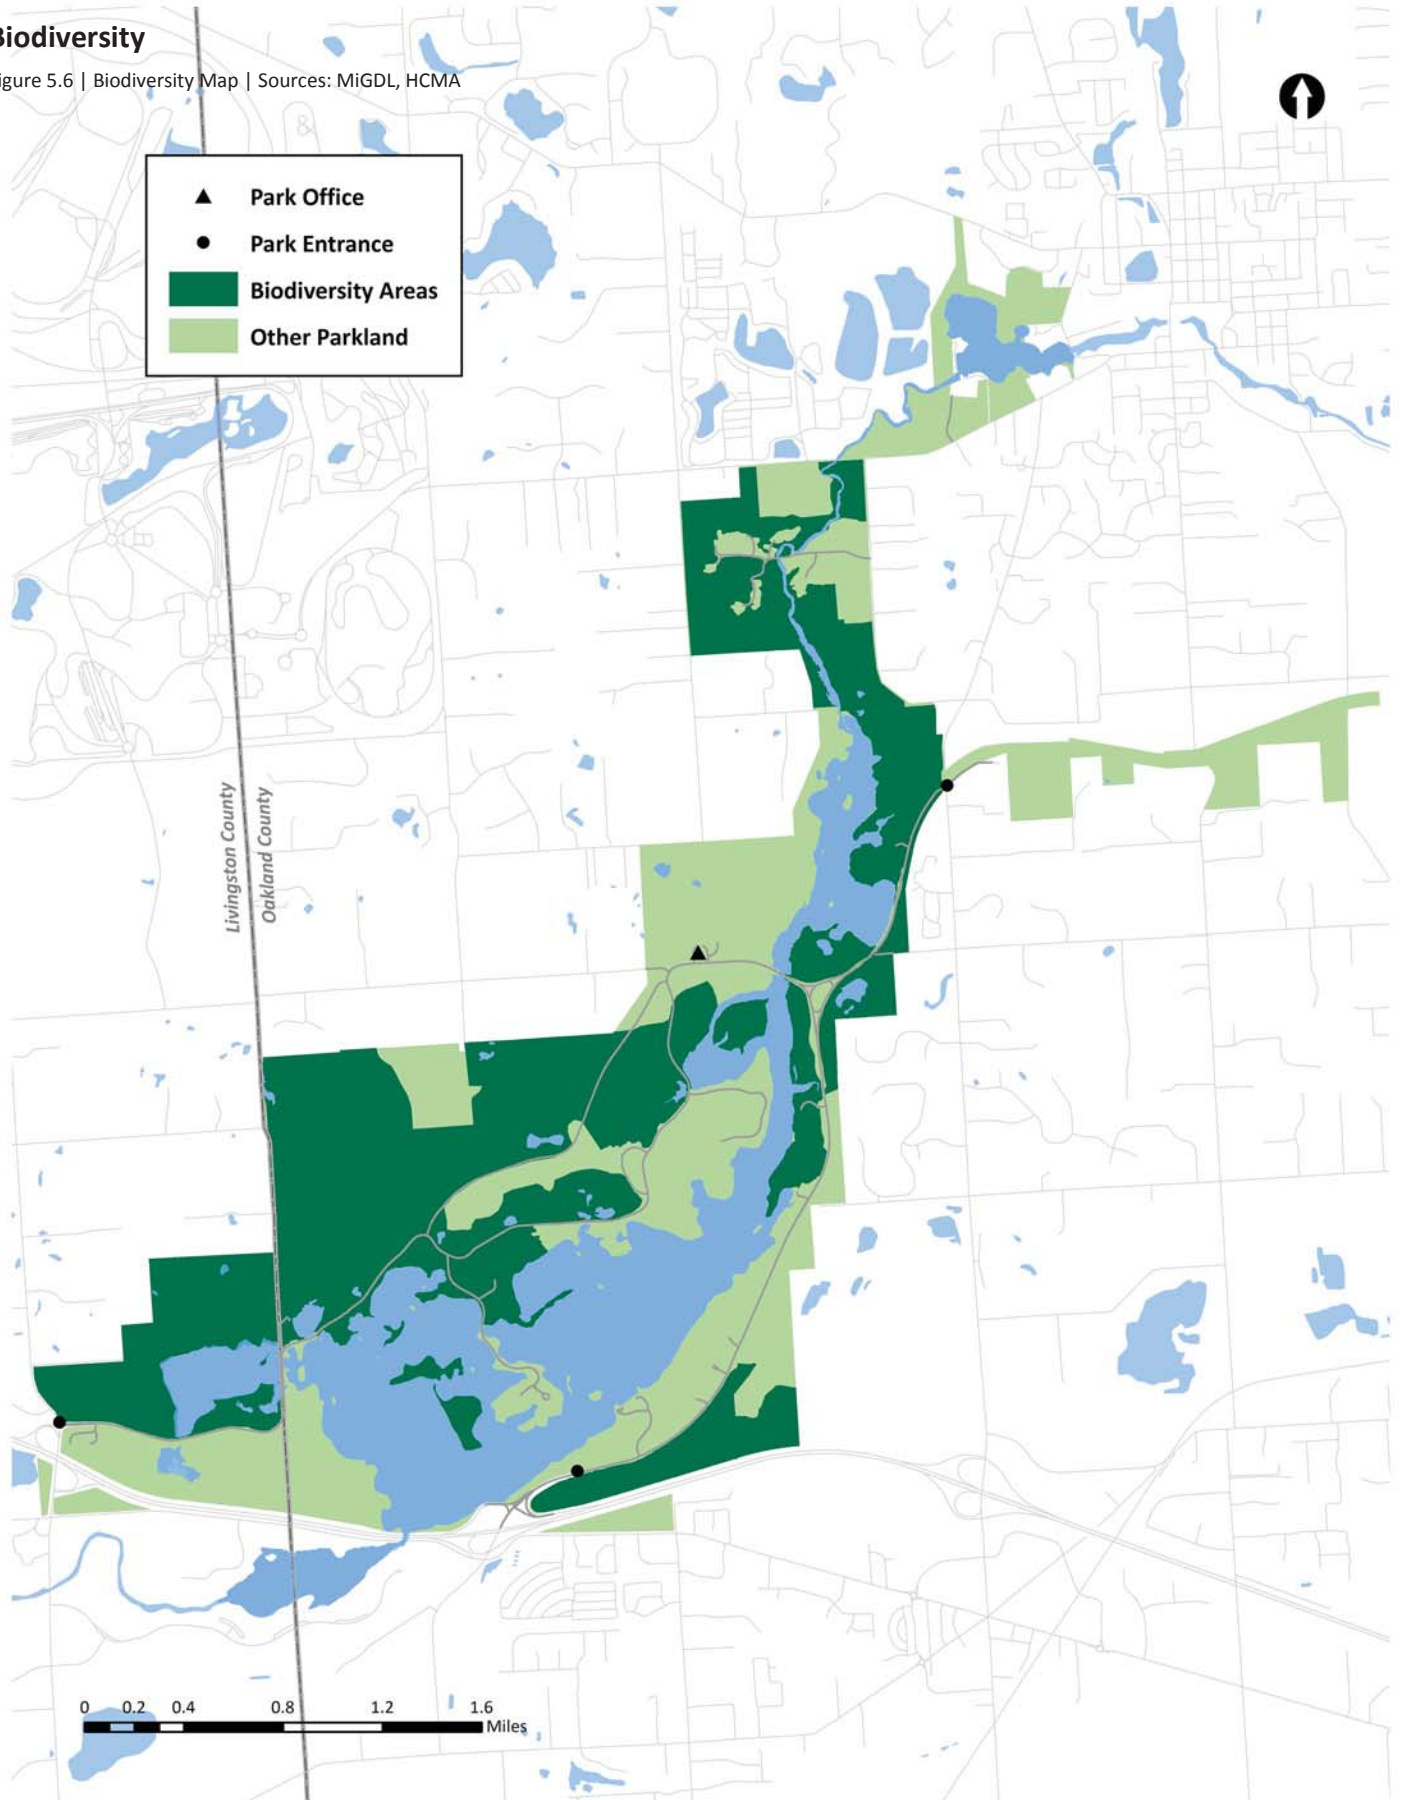 Biodiversity
igure 5.6 | Biodiversity Map | Sources: MiGDL, HCMA
Park Office
Park Entrance
Biodiversity Areas
Other Parkland
Livingston County
Oakland County
0 0.2 0.4 0.8 1.2 1.6
Miles